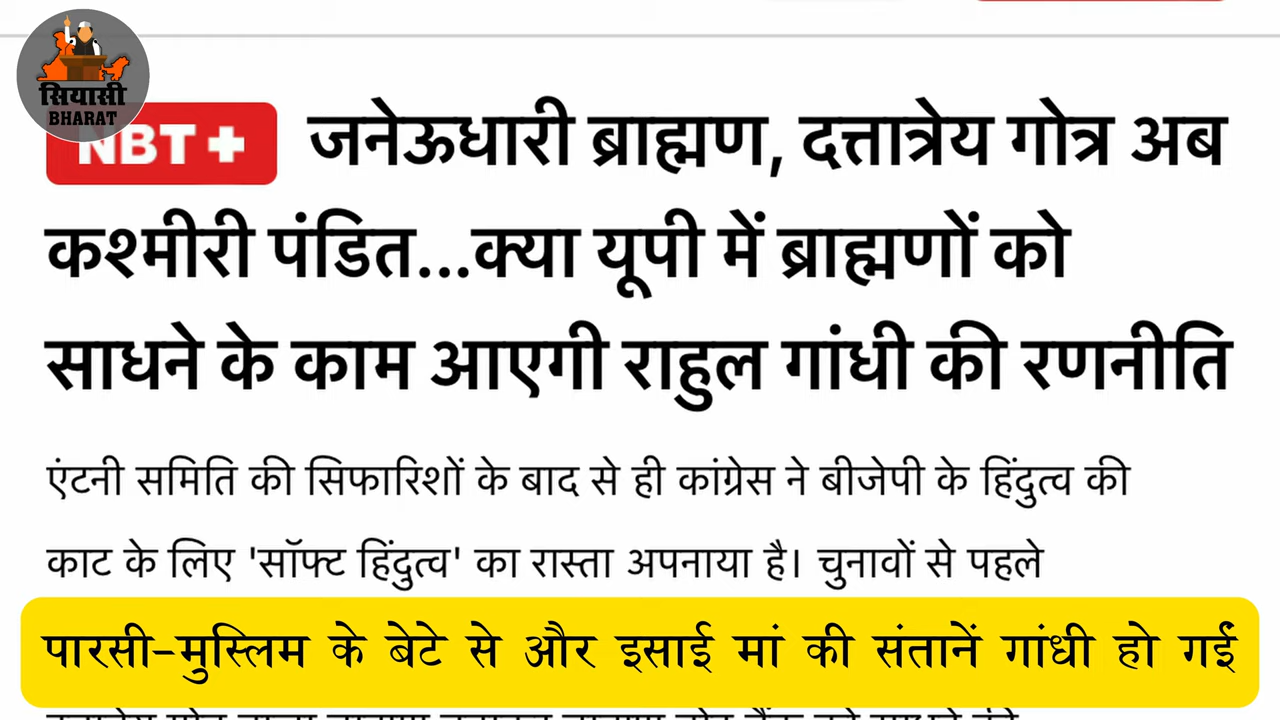 सियासी
BHARAT
NBT+ जनेऊधारी ब्राह्मण, दत्तात्रेय गोत्र अब
कश्मीरी पंडित...क्या यूपी में ब्राह्मणों को
साधने के काम आएगी राहुल गांधी की रणनीति
एंटनी समिति की सिफारिशों के बाद से ही कांग्रेस ने बीजेपी के हिंदुत्व की
काट के लिए 'सॉफ्ट हिंदुत्व' का रास्ता अपनाया है। चुनावों से पहले
पारसी-मुस्लिम के बेटे से और इसाई मां की संतानें गांधी हो गईं